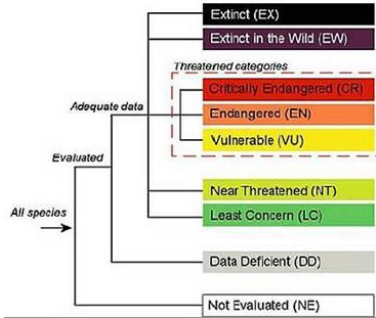 Extinct (EX)
Extinct in the Wild (EW)
Threatened categories
Critically Endangered (CR)
Adequate data
Endangered (EN)
Vulnerable (VU)
Evaluated
Near Threatened (NT)
All species
Least Concern (LC)
Data Deficient (DD)
Not Evaluated (NE)